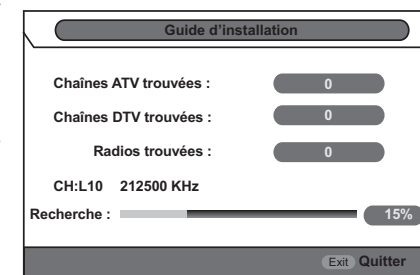 Guide d'installation
Chaînes ATV trouvées : 0
Chaînes DTV trouvées : 0
Radios trouvées : 0
CH:L10 212500 KHz
Recherche : 15%
Exit Quitter